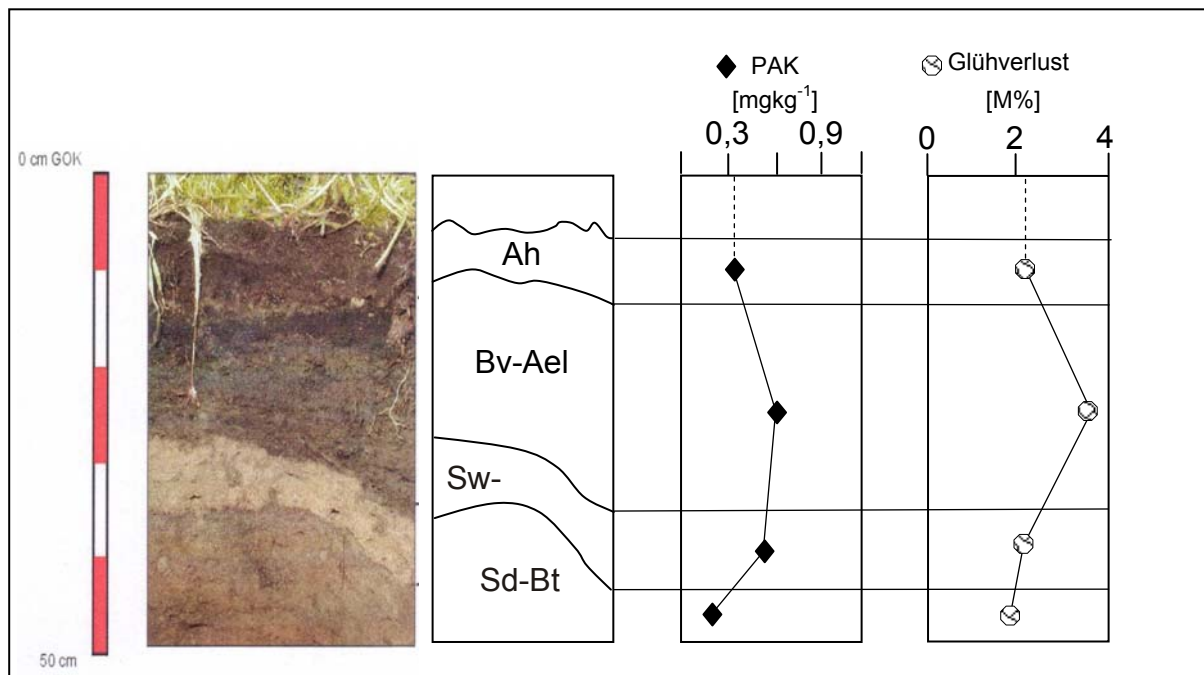 PAK
[mgkg⁻¹]
0,3 0,9
Glühverlust
[M%]
0 2 4
0 cm GOK
Ah
Bv-Ael
Sw-
Sd-Bt
50 cm